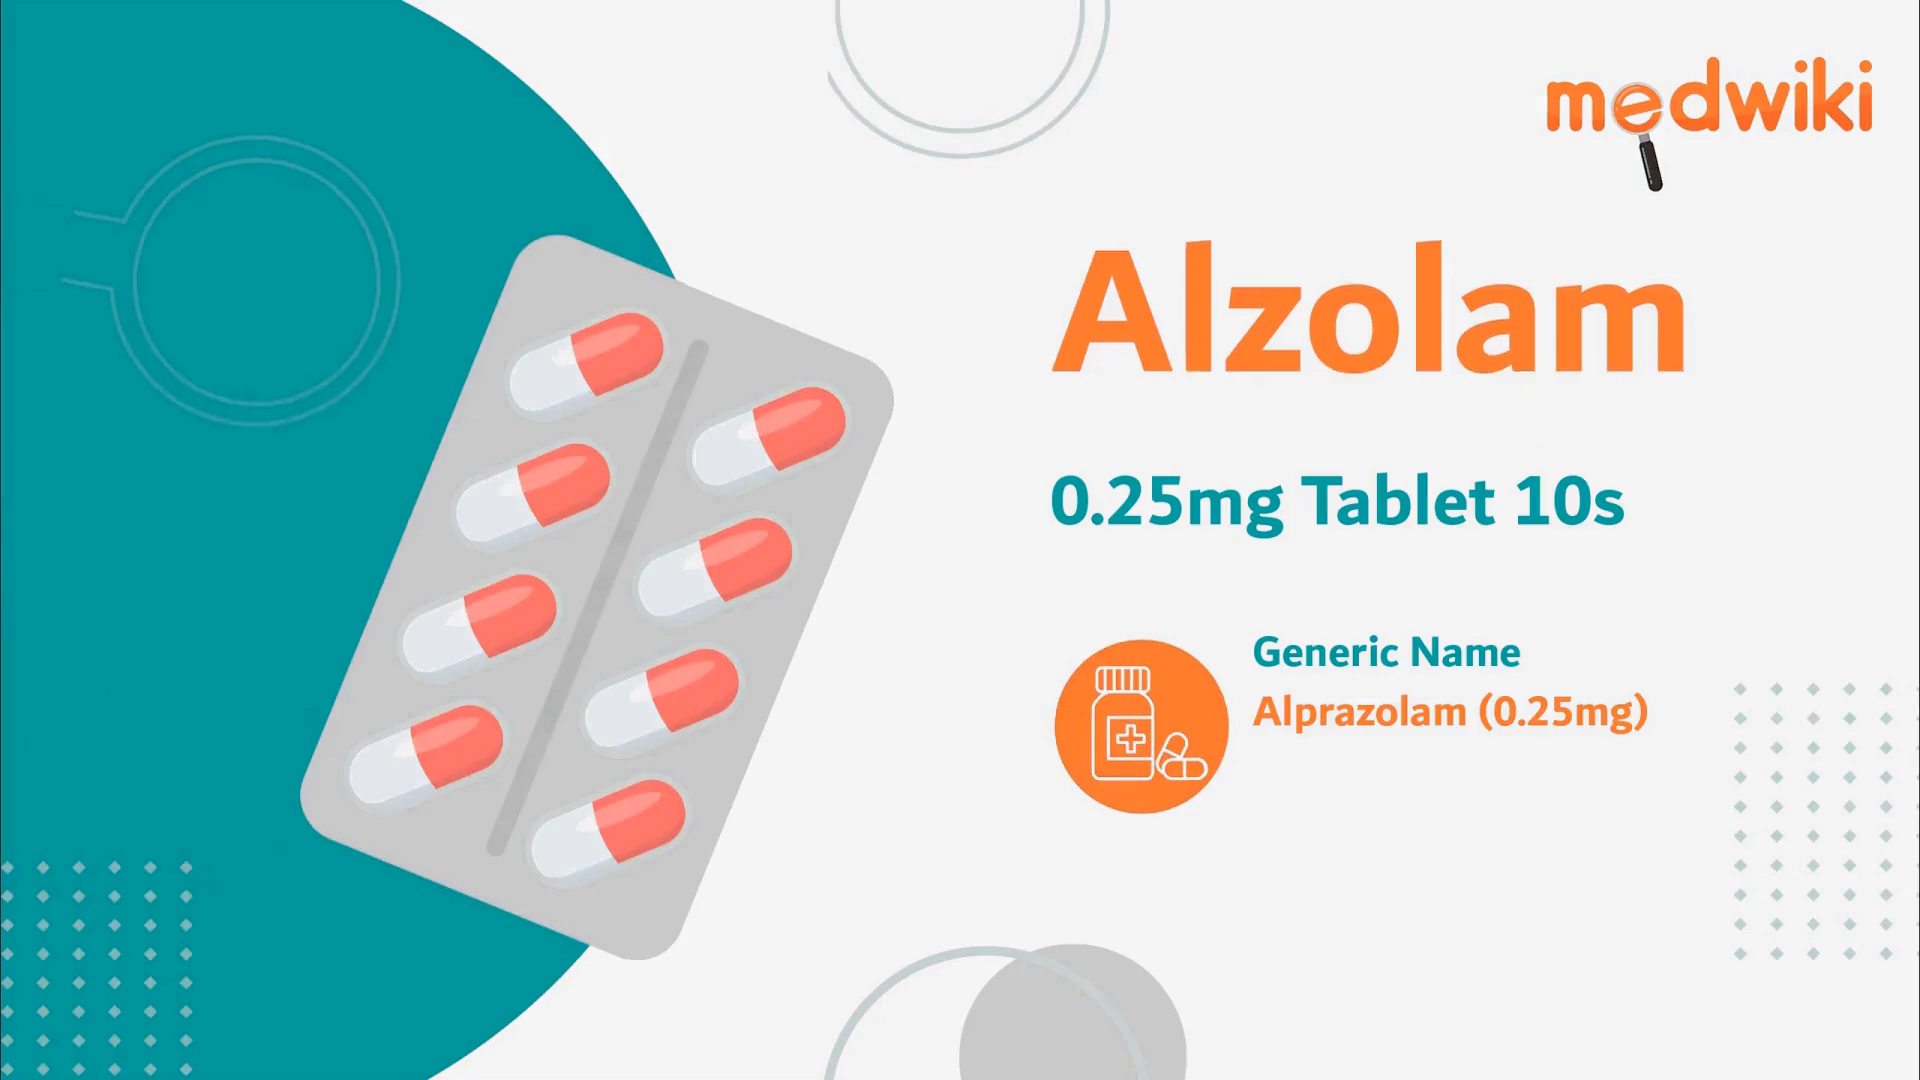 medwiki
Alzolam
0.25mg Tablet 10s
Generic Name
Alprazolam (0.25mg)